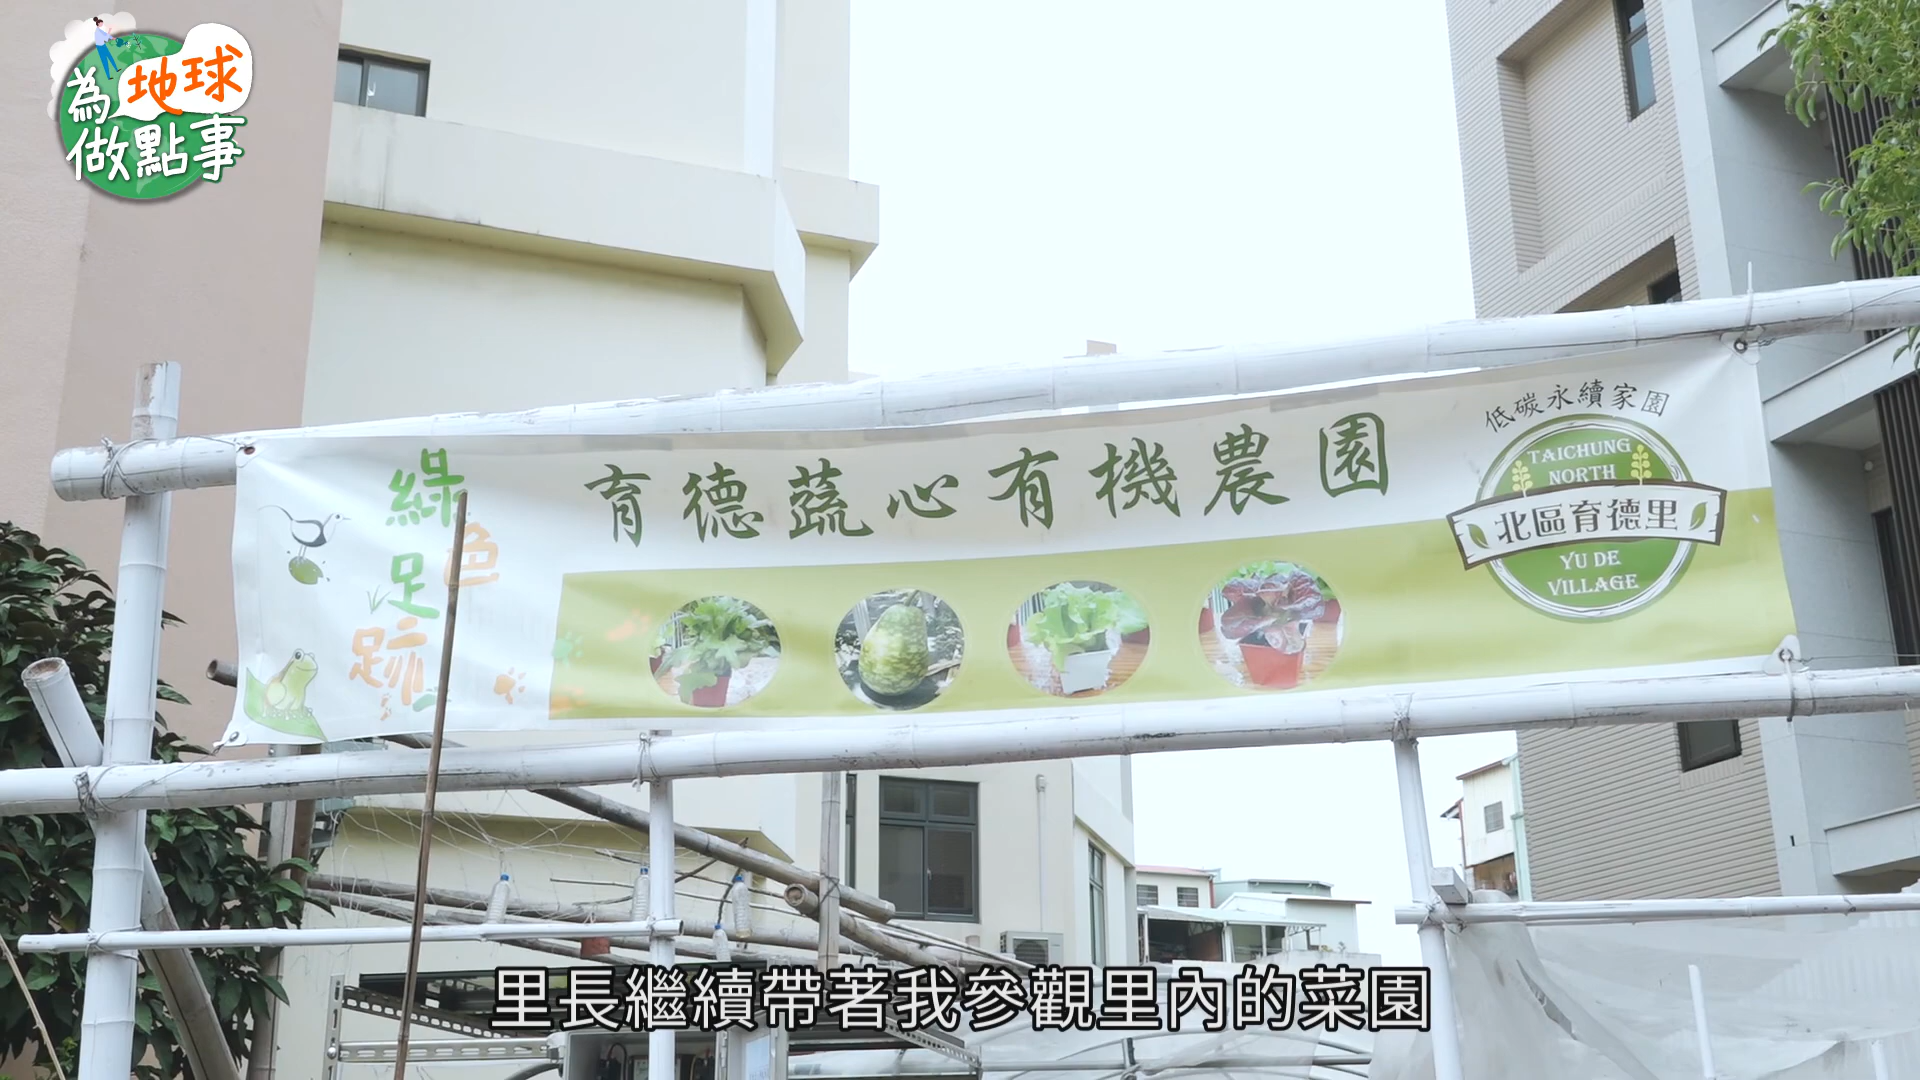 為地球
做點事
綠色
足跡
育德蔬心有機農園
低碳永續家園
TAICHUNG
NORTH
北區育德里
YU DE
VILLAGE
里長繼續帶著我參觀里內的菜園